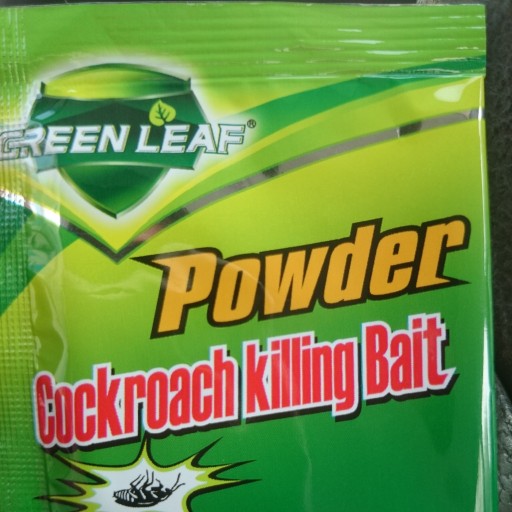 GREEN LEAF®
Powder
Cockroach killing Bait